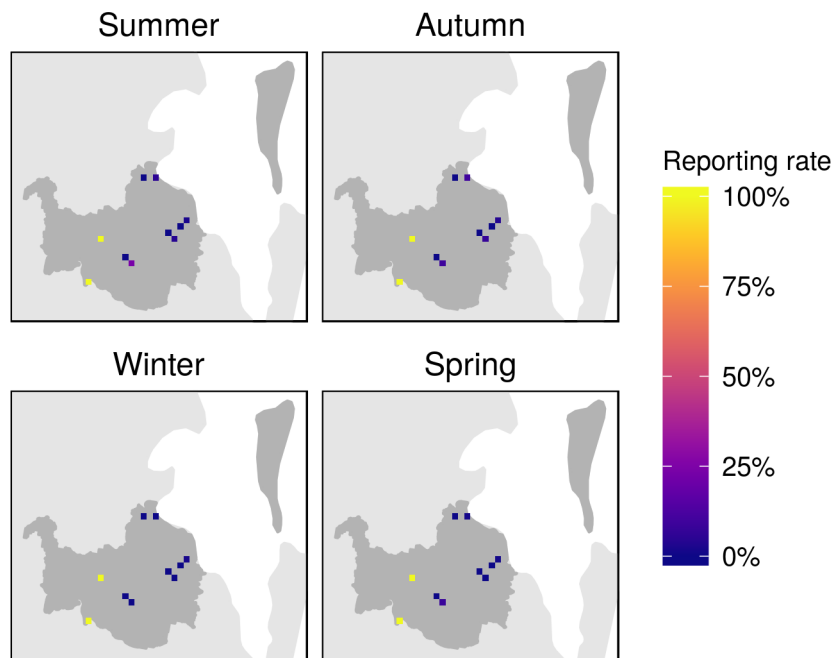 Summer
Autumn
Winter
Spring
Reporting rate
100%
75%
50%
25%
0%